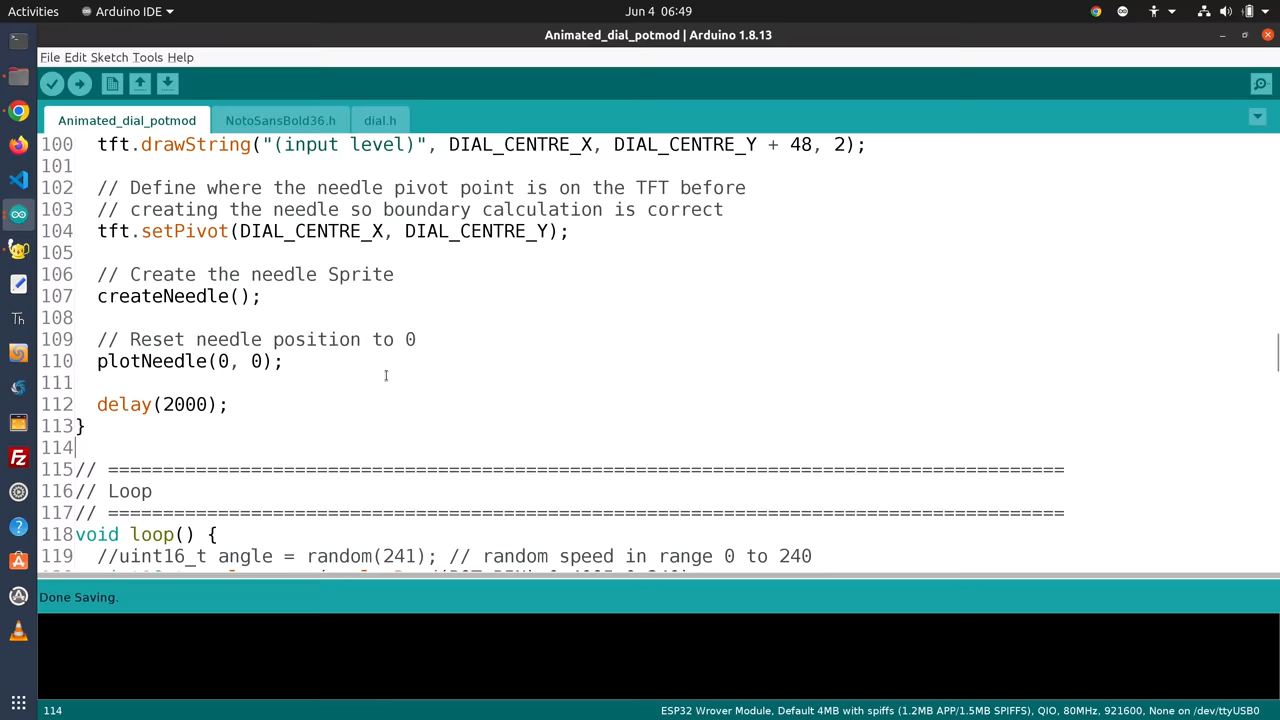 Activities
Arduino IDE
Jun 4 06:49
Animated_dial_potmod | Arduino 1.8.13
File Edit Sketch Tools Help
Animated_dial_potmod
NotoSansBold36.h
dial.h
100 tft.drawString("(input level)", DIAL_CENTRE_X, DIAL_CENTRE_Y + 48, 2);
101
102 // Define where the needle pivot point is on the TFT before
103 // creating the needle so boundary calculation is correct
104 tft.setPivot(DIAL_CENTRE_X, DIAL_CENTRE_Y);
105
106 // Create the needle Sprite
107 createNeedle();
108
109 // Reset needle position to 0
110 plotNeedle(0, 0);
111
112 delay(2000);
113 }
114
115 // =======================================================================================
116 // Loop
117 // =======================================================================================
118 void loop() {
119 //uint16_t angle = random(241); // random speed in range 0 to 240
Done Saving.
114
ESP32 Wrover Module, Default 4MB with spiffs (1.2MB APP/1.5MB SPIFFS), QIO, 80MHz, 921600, None on /dev/ttyUSB0